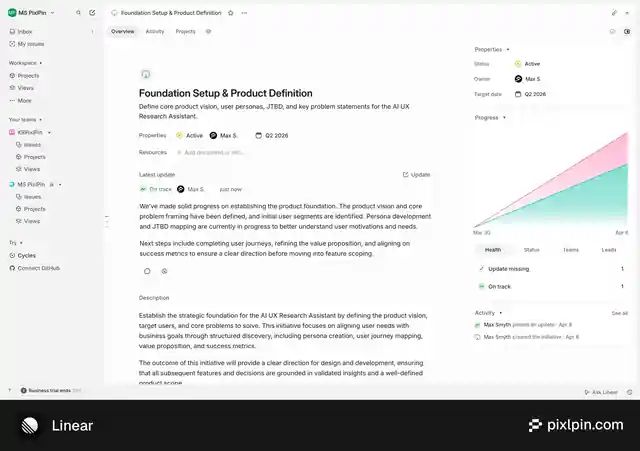 MS PixlPin
Inbox
My issues
Workspace
Projects
Views
More
Your teams
Issues
Projects
Views
MS PixlPin
Issues
Projects
Views
Try
Cycles
Connect GitHub
Business trial ends
Foundation Setup & Product Definition
Overview
Activity
Projects
Foundation Setup & Product Definition
Define core product vision, user personas, JTBD, and key problem statements for the AI UX
Research Assistant.
Properties
Active
Max S.
Q2 2026
Resources
Add document or link...
Latest update
Update
On track
Max S.
just now
We've made solid progress on establishing the product foundation. The product vision and core
problem framing have been defined, and initial user segments are identified. Persona development
and JTBD mapping are currently in progress to better understand user motivations and needs.
Next steps include completing user journeys, refining the value proposition, and aligning on
success metrics to ensure a clear direction before moving into feature scoping.
Description
Establish the strategic foundation for the AI UX Research Assistant by defining the product vision,
target users, and core problems to solve. This initiative focuses on aligning user needs with
business goals through structured discovery, including persona creation, user journey mapping,
value proposition, and success metrics.
The outcome of this initiative will provide a clear direction for design and development, ensuring
that all subsequent features and decisions are grounded in validated insights and a well-defined
product scope.
Properties
Status
Active
Owner
Max S.
Target date
Q2 2026
Progress
Mar 30
Apr 6
Health
Status
Teams
Leads
Update missing
1
On track
1
Activity
See all
Max Smyth posted an update · Apr 8
Max Smyth created the initiative · Apr 8
Ask Linear
Linear
pixlpin.com